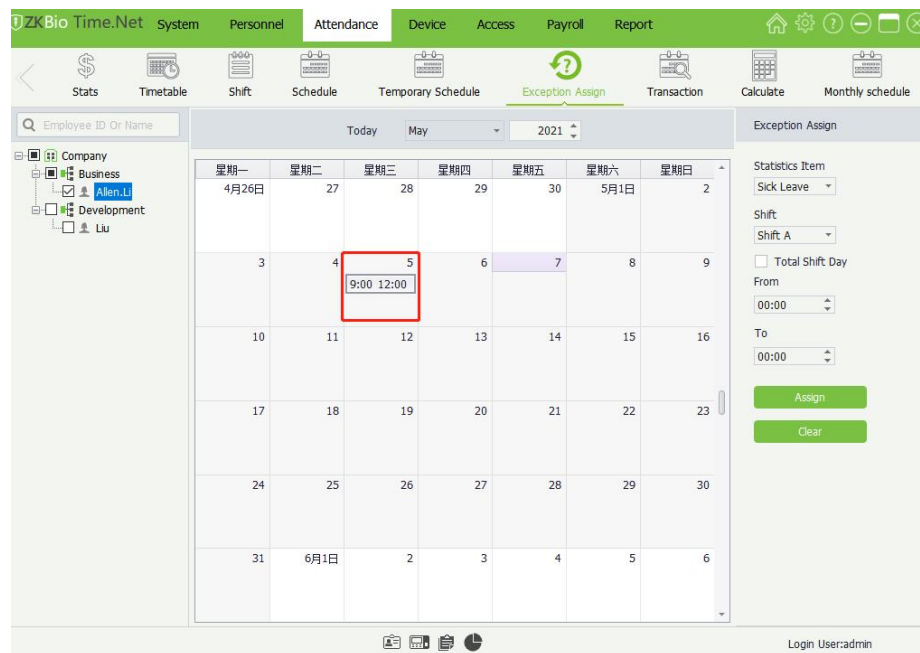 ZKBio Time.Net System Personnel Attendance Device Access Payroll Report
Stats Timetable Shift Schedule Temporary Schedule Exception Assign Transaction Calculate Monthly schedule
Employee ID Or Name
Today May 2021
Exception Assign
Company
Business
Allen.Li
Development
Liu
星期一 星期二 星期三 星期四 星期五 星期六 星期日
4月26日 27 28 29 30 5月1日 2
3 4 5 6 7 8 9
9:00 12:00
10 11 12 13 14 15 16
17 18 19 20 21 22 23
24 25 26 27 28 29 30
31 6月1日 2 3 4 5 6
Statistics Item
Sick Leave
Shift
Shift A
Total Shift Day
From
00:00
To
00:00
Assign
Clear
Login User:admin